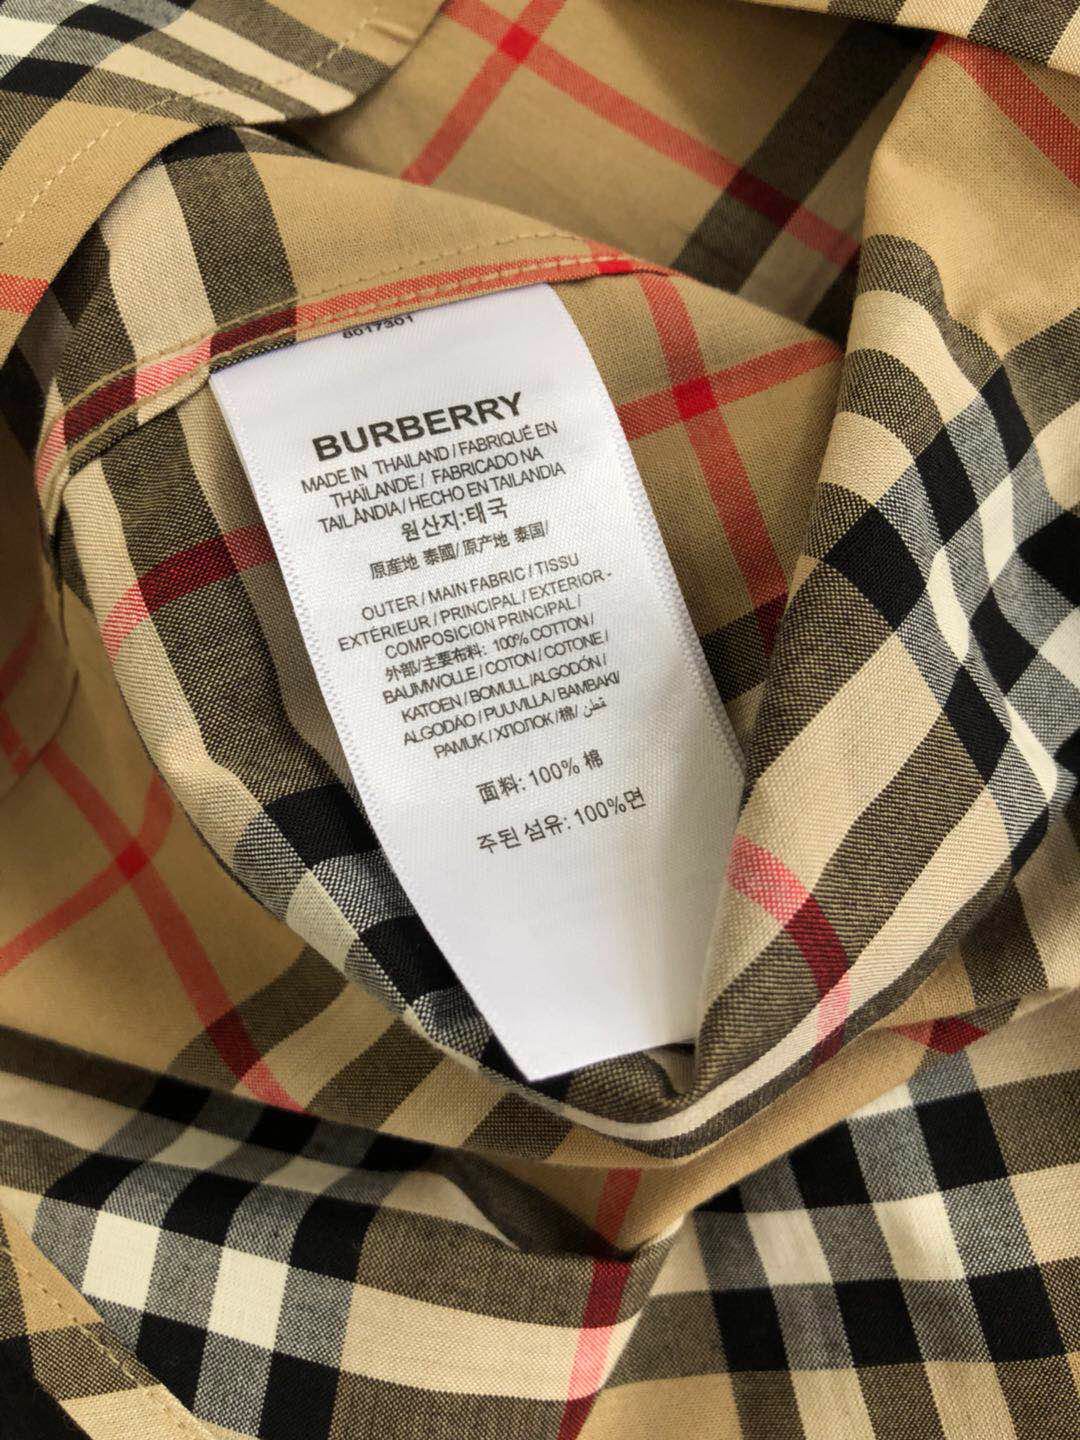 8017301
BURBERRY
MADE IN THAILAND / FABRIQUÉ EN
THAÏLANDE / FABRICADO NA
TAILÂNDIA / HECHO EN TAILANDIA
원산지:태국
原産地 泰國/ 原产地 泰国/
OUTER / MAIN FABRIC / TISSU
EXTÉRIEUR / PRINCIPAL / EXTERIOR -
COMPOSICION PRINCIPAL /
外部/主要布料: 100% COTTON /
BAUMWOLLE / COTON / COTONE /
KATOEN / BOMULL / ALGODÓN /
ALGODÃO / PUUVILLA / BAMBAKI/
PAMUK / ХЛОПОК / 棉/ قطن
面料: 100% 棉
주된 섬유: 100%면